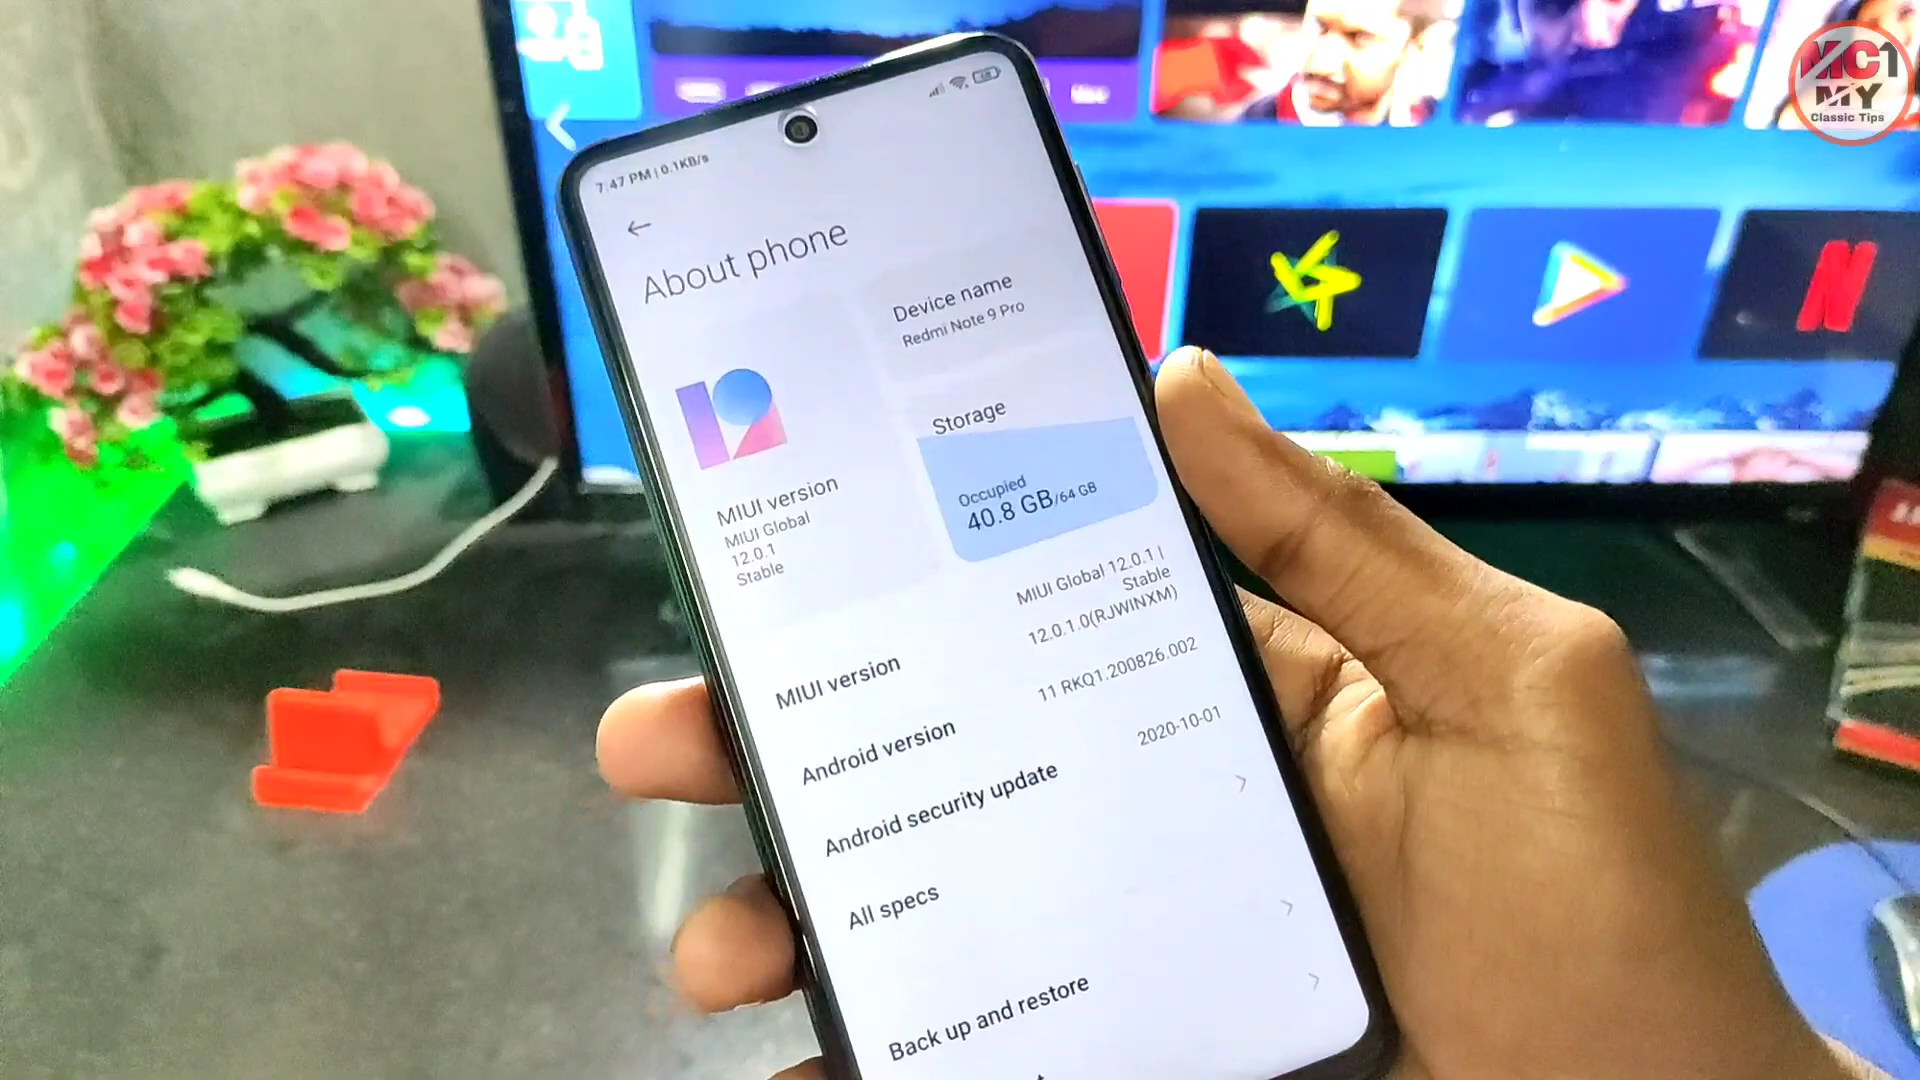 MC1
MY
Classic Tips
7:47 PM | 0.1KB/s
About phone
Device name
Redmi Note 9 Pro
Storage
Occupied
40.8 GB/64 GB
MIUI version
MIUI Global
12.0.1
Stable
MIUI version
MIUI Global 12.0.1 |
Stable
12.0.1.0(RJWINXM)
Android version
11 RKQ1.200826.002
Android security update
2020-10-01
All specs
Back up and restore
N